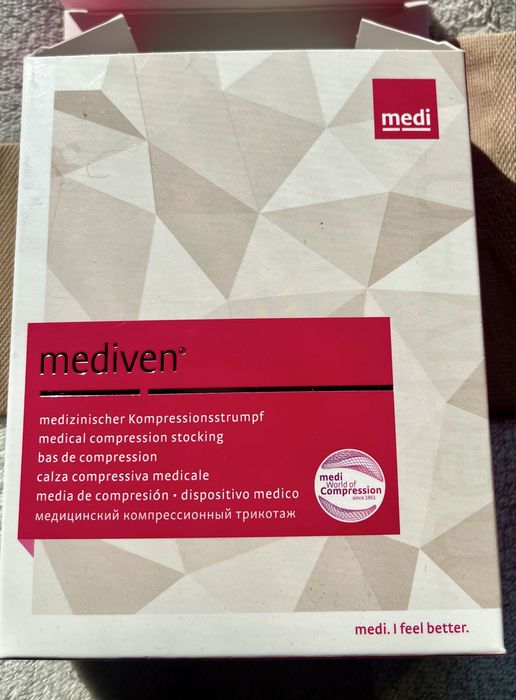 medi
mediven®
medizinischer Kompressionsstrumpf
medical compression stocking
bas de compression
calza compressiva medicale
media de compresión • dispositivo medico
медицинский компрессионный трикотаж
medi
World of
Compression
since 1951
medi. I feel better.